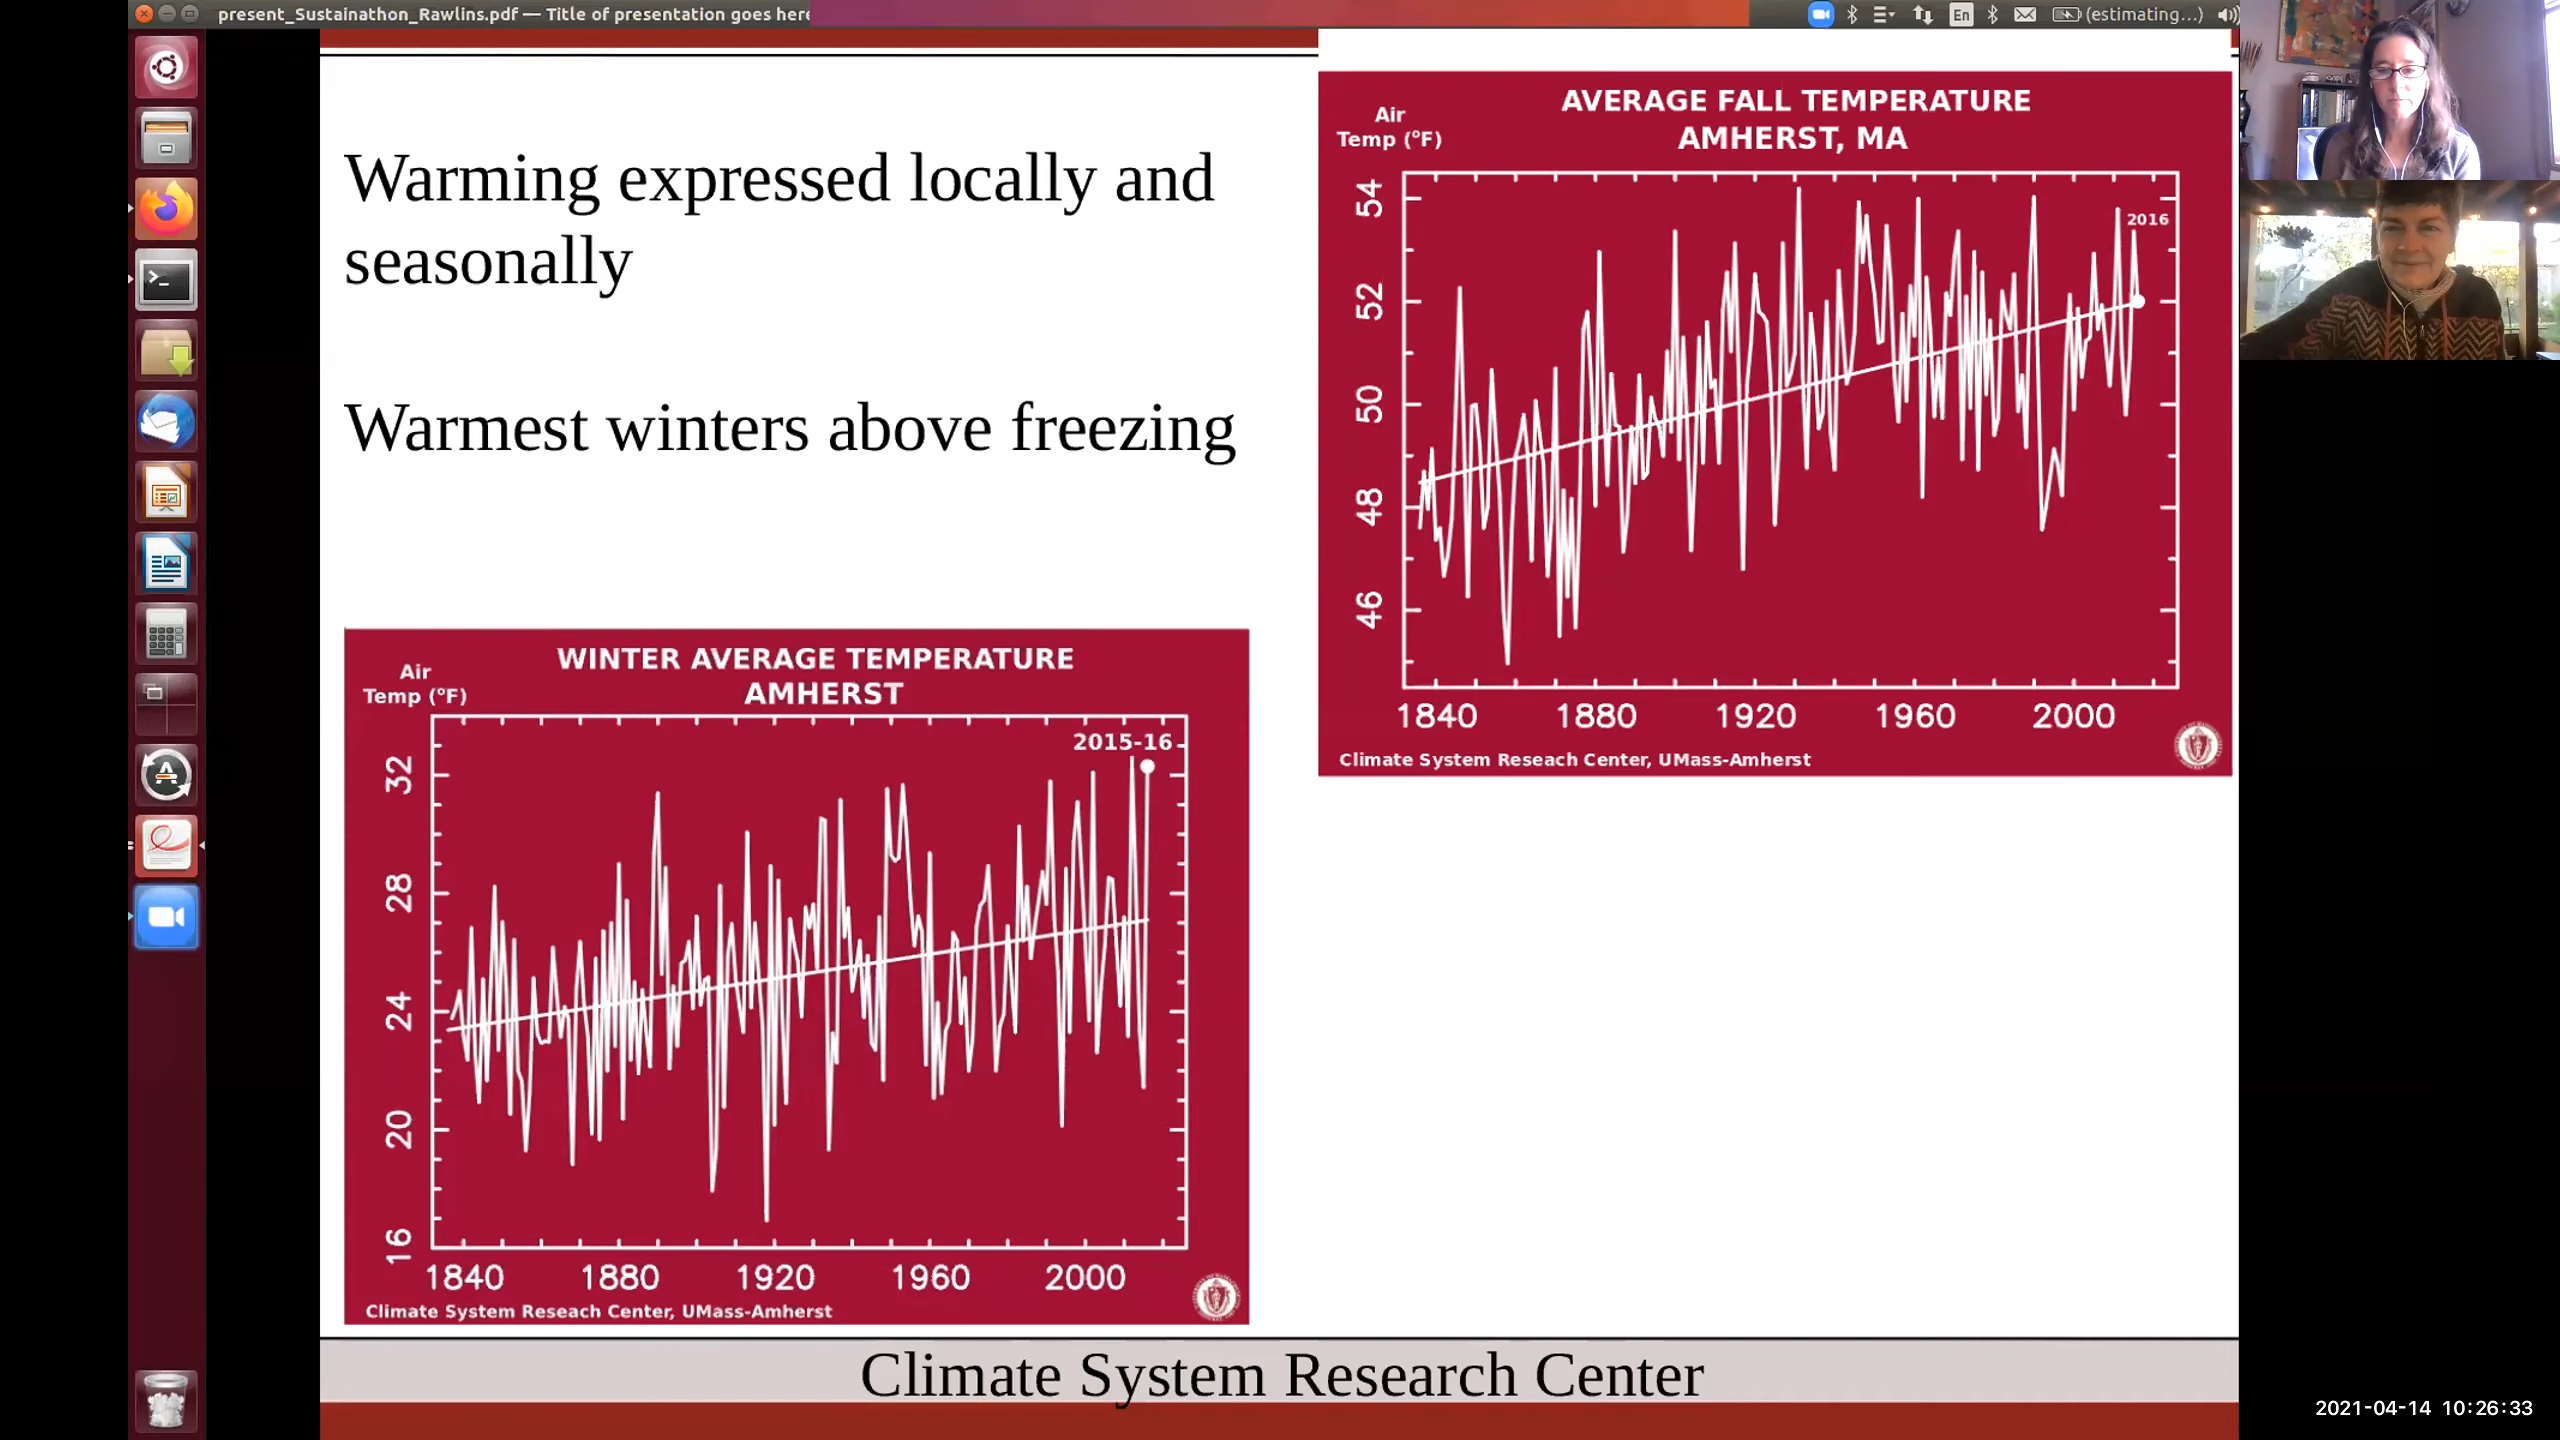 present_Sustainathon_Rawlins.pdf — Title of presentation goes here
En
(estimating...)
Warming expressed locally and
seasonally
Warmest winters above freezing
AVERAGE FALL TEMPERATURE
AMHERST, MA
Air
Temp (ºF)
54
52
50
48
46
2016
1840 1880 1920 1960 2000
Climate System Reseach Center, UMass-Amherst
WINTER AVERAGE TEMPERATURE
AMHERST
Air
Temp (ºF)
32
28
24
20
16
2015-16
1840 1880 1920 1960 2000
Climate System Reseach Center, UMass-Amherst
Climate System Research Center
2021-04-14 10:26:33